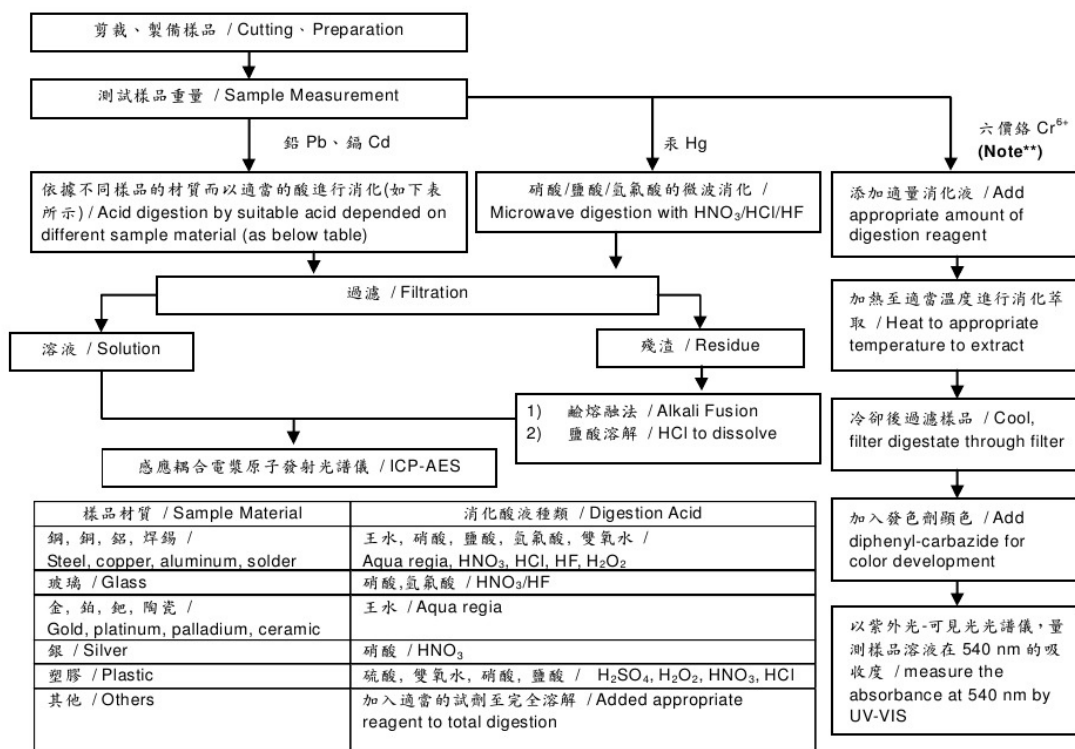 剪裁、製備樣品 / Cutting、Preparation
測試樣品重量 / Sample Measurement
鉛 Pb、鎘 Cd
汞 Hg
六價鉻 Cr⁶⁺
(Note**)
依據不同樣品的材質而以適當的酸進行消化(如下表
所示) / Acid digestion by suitable acid depended on
different sample material (as below table)
硝酸/鹽酸/氫氟酸的微波消化 /
Microwave digestion with HNO₃/HCl/HF
添加適量消化液 / Add
appropriate amount of
digestion reagent
過濾 / Filtration
加熱至適當溫度進行消化萃
取 / Heat to appropriate
temperature to extract
溶液 / Solution
殘渣 / Residue
1) 鹼熔融法 / Alkali Fusion
2) 鹽酸溶解 / HCl to dissolve
冷卻後過濾樣品 / Cool,
filter digestate through filter
感應耦合電漿原子發射光譜儀 / ICP-AES
加入發色劑顯色 / Add
diphenyl-carbazide for
color development
以紫外光-可見光光譜儀，量
測樣品溶液在 540 nm 的吸
收度 / measure the
absorbance at 540 nm by
UV-VIS
樣品材質 / Sample Material 消化酸液種類 / Digestion Acid
鋼, 銅, 鋁, 焊錫 / 王水, 硝酸, 鹽酸, 氫氟酸, 雙氧水 /
Steel, copper, aluminum, solder Aqua regia, HNO₃, HCl, HF, H₂O₂
玻璃 / Glass 硝酸,氫氟酸 / HNO₃/HF
金, 鉑, 鈀, 陶瓷 / 王水 / Aqua regia
Gold, platinum, palladium, ceramic
銀 / Silver 硝酸 / HNO₃
塑膠 / Plastic 硫酸, 雙氧水, 硝酸, 鹽酸 / H₂SO₄, H₂O₂, HNO₃, HCl
其他 / Others 加入適當的試劑至完全溶解 / Added appropriate
reagent to total digestion